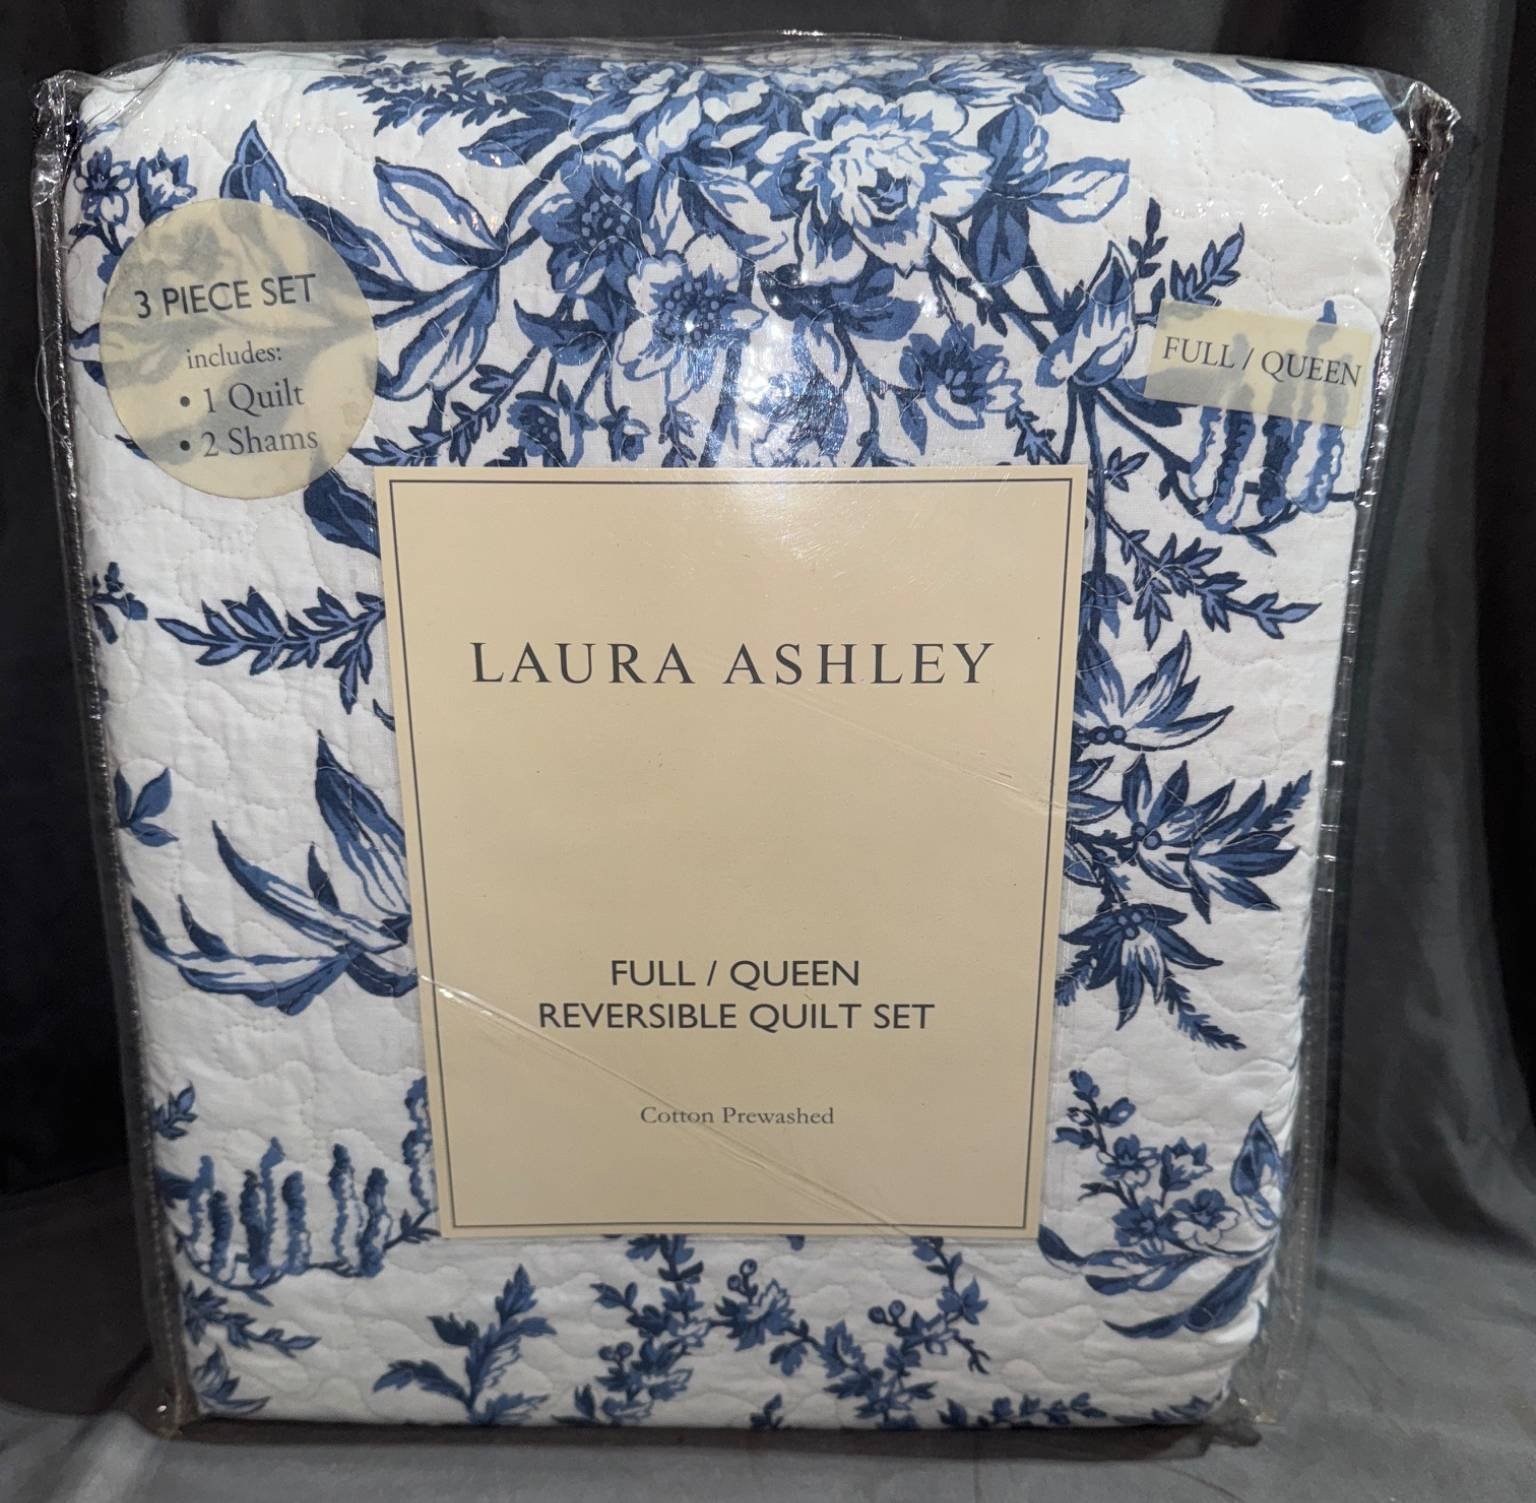 3 PIECE SET
includes:
• 1 Quilt
• 2 Shams
FULL / QUEEN
LAURA ASHLEY
FULL / QUEEN
REVERSIBLE QUILT SET
Cotton Prewashed